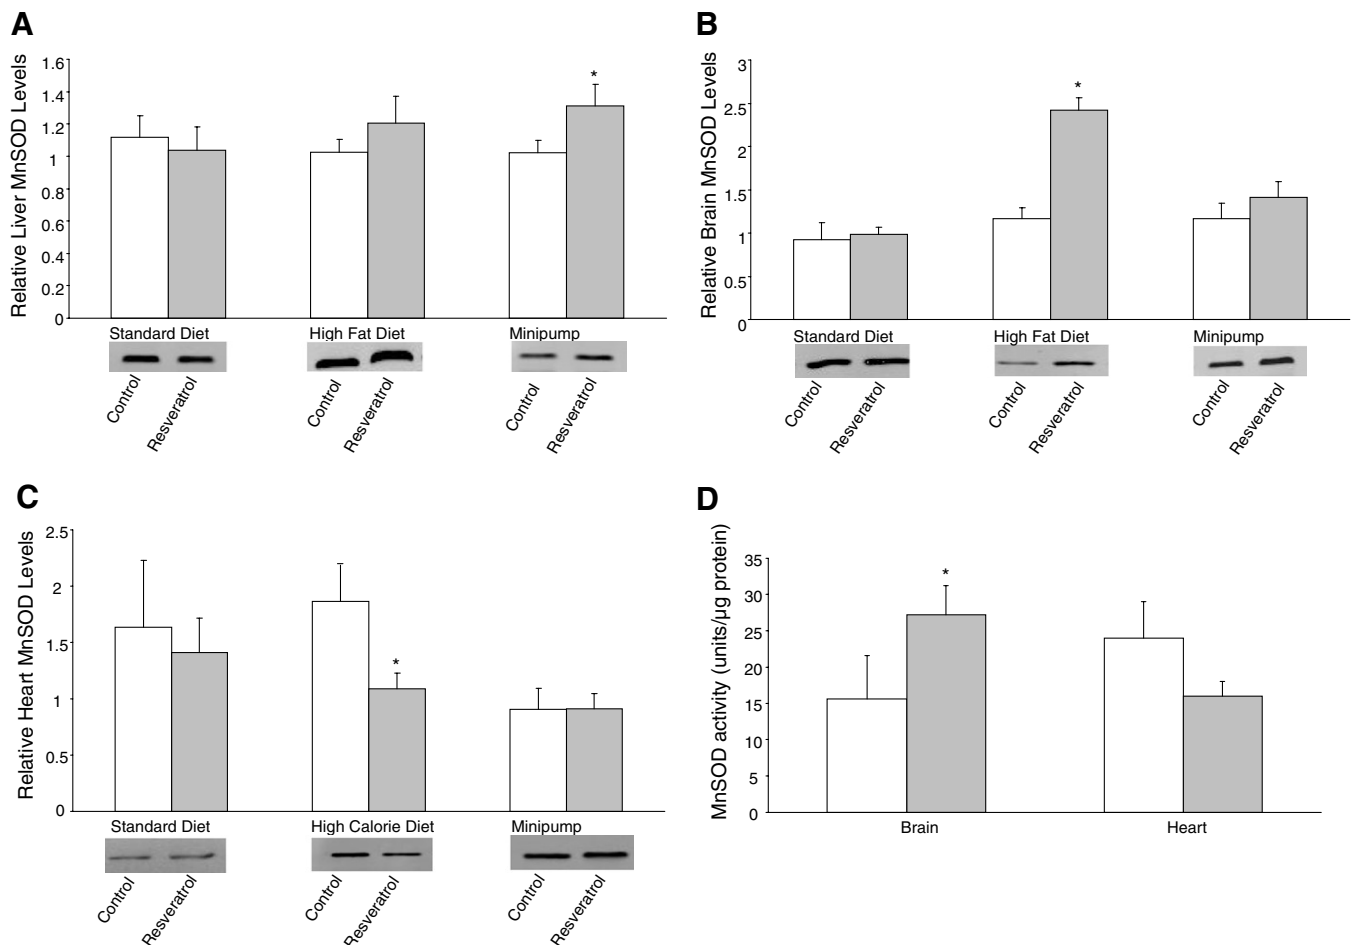 A
Relative Liver MnSOD Levels
1.6
1.4
1.2
1
0.8
0.6
0.4
0.2
0
*
Standard Diet
High Fat Diet
Minipump
Control
Resveratrol
Control
Resveratrol
Control
Resveratrol
B
Relative Brain MnSOD Levels
3
2.5
2
1.5
1
0.5
0
*
Standard Diet
High Fat Diet
Minipump
Control
Resveratrol
Control
Resveratrol
Control
Resveratrol
C
Relative Heart MnSOD Levels
2.5
2
1.5
1
0.5
0
*
Standard Diet
High Calorie Diet
Minipump
Control
Resveratrol
Control
Resveratrol
Control
Resveratrol
D
MnSOD activity (units/µg protein)
35
30
25
20
15
10
5
0
*
Brain
Heart